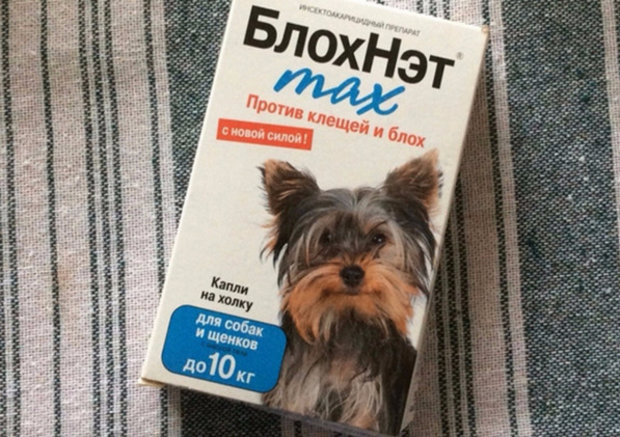 ИНСЕКТОАКАРИЦИДНЫЙ ПРЕПАРАТ
БлохНэт®
max
Против клещей и блох
с новой силой!
Капли
на холку
для собак
и щенков
до 10 кг